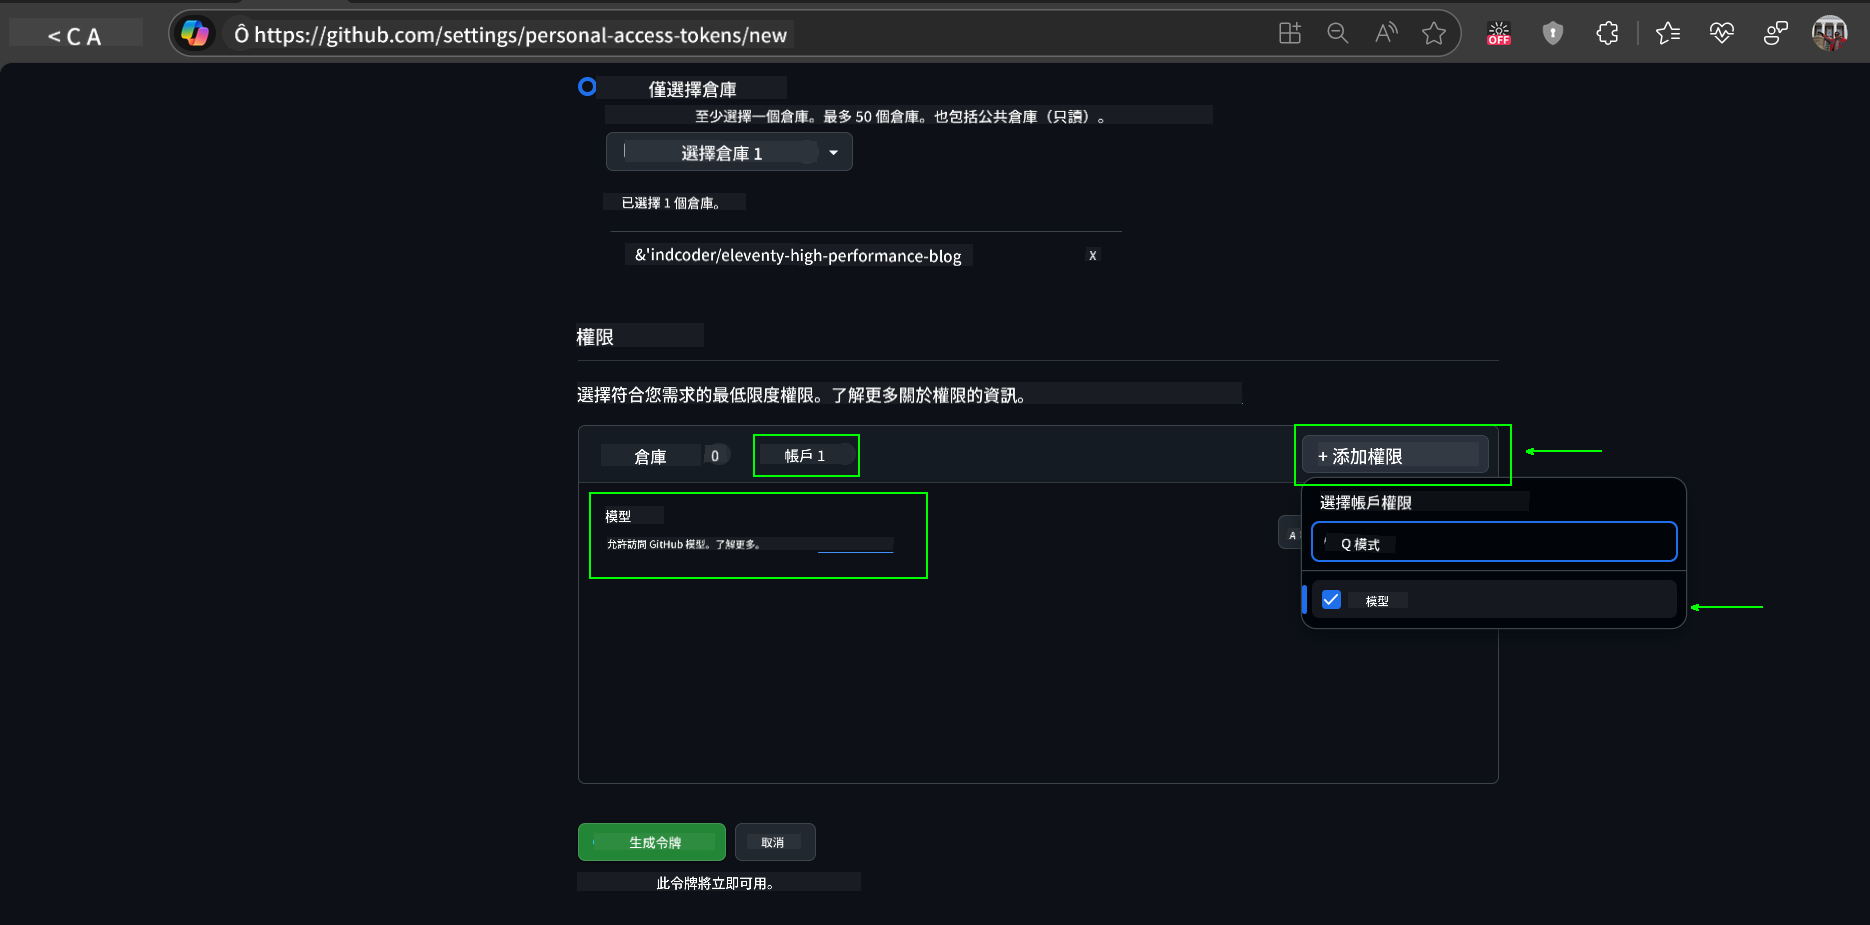 < C A
Ô https://github.com/settings/personal-access-tokens/new
OFF
僅選擇倉庫
至少選擇一個倉庫。最多 50 個倉庫。也包括公共倉庫（只讀）。
選擇倉庫 1
已選擇 1 個倉庫。
&'indcoder/eleventy-high-performance-blog
X
權限
選擇符合您需求的最低限度權限。了解更多關於權限的資訊。
倉庫 0
帳戶 1
+ 添加權限
選擇帳戶權限
模型
允許訪問 GitHub 模型。了解更多。
A
Q 模式
模型
生成令牌
取消
此令牌將立即可用。